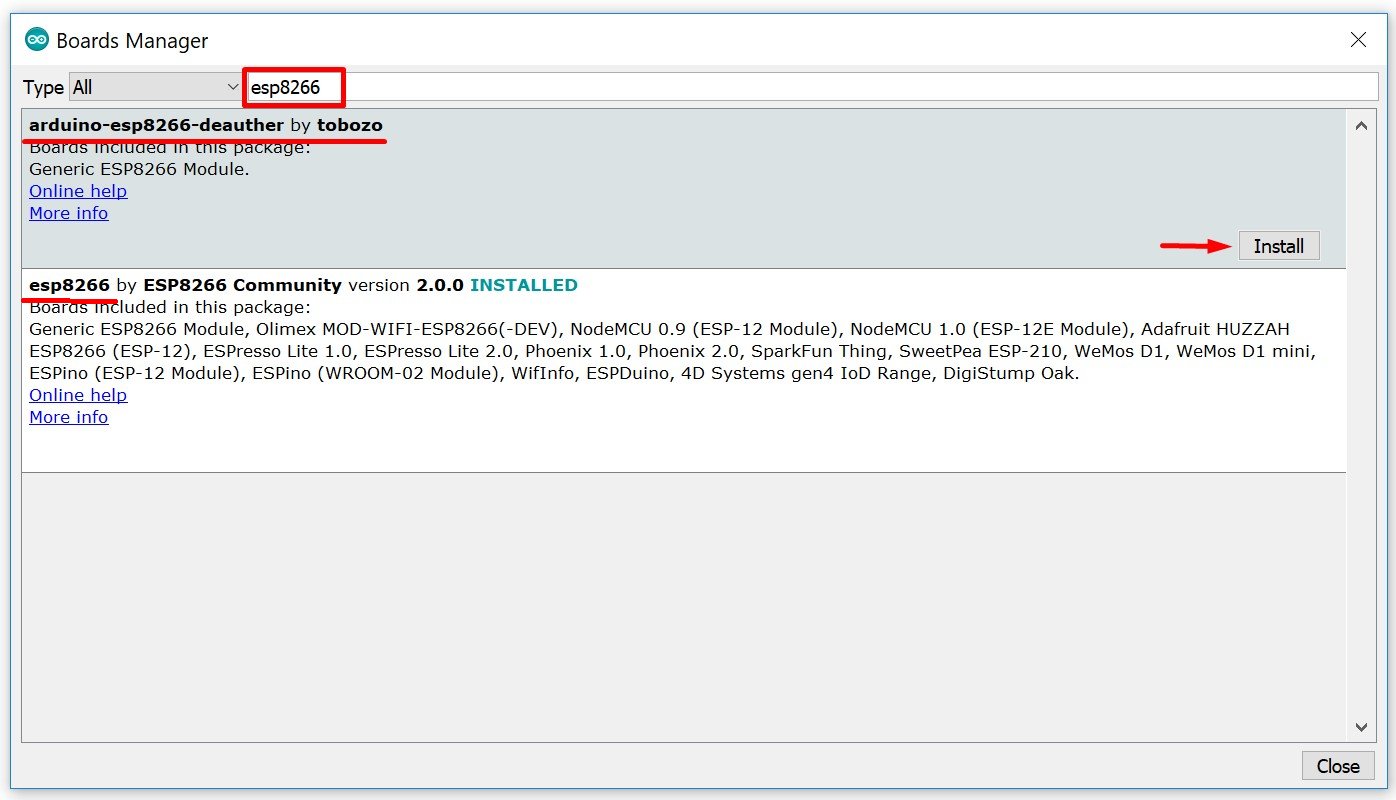 Boards Manager
Type All esp8266
arduino-esp8266-deauther by tobozo
Boards included in this package:
Generic ESP8266 Module.
Online help
More info
Install
esp8266 by ESP8266 Community version 2.0.0 INSTALLED
Boards included in this package:
Generic ESP8266 Module, Olimex MOD-WIFI-ESP8266(-DEV), NodeMCU 0.9 (ESP-12 Module), NodeMCU 1.0 (ESP-12E Module), Adafruit HUZZAH
ESP8266 (ESP-12), ESPresso Lite 1.0, ESPresso Lite 2.0, Phoenix 1.0, Phoenix 2.0, SparkFun Thing, SweetPea ESP-210, WeMos D1, WeMos D1 mini,
ESPino (ESP-12 Module), ESPino (WROOM-02 Module), WifInfo, ESPDuino, 4D Systems gen4 IoD Range, DigiStump Oak.
Online help
More info
Close